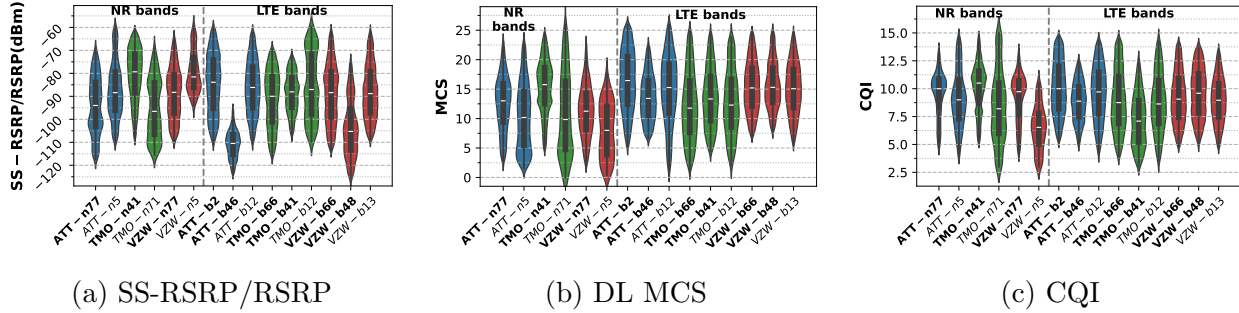 SS − RSRP/RSRP(dBm)
−60
−70
−80
−90
−100
−110
−120
NR bands
LTE bands
ATT − n77
ATT − n5
TMO − n41
TMO − n71
VZW − n77
VZW − n5
ATT − b2
ATT − b46
ATT − b12
TMO − b66
TMO − b41
TMO − b12
VZW − b66
VZW − b48
VZW − b13
(a) SS-RSRP/RSRP
MCS
25
20
15
10
5
0
NR
bands
LTE bands
ATT − n77
ATT − n5
TMO − n41
TMO − n71
VZW − n77
VZW − n5
ATT − b2
ATT − b46
ATT − b12
TMO − b66
TMO − b41
TMO − b12
VZW − b66
VZW − b48
VZW − b13
(b) DL MCS
CQI
15.0
12.5
10.0
7.5
5.0
2.5
NR bands
LTE bands
ATT − n77
ATT − n5
TMO − n41
TMO − n71
VZW − n77
VZW − n5
ATT − b2
ATT − b46
ATT − b12
TMO − b66
TMO − b41
TMO − b12
VZW − b66
VZW − b48
VZW − b13
(c) CQI